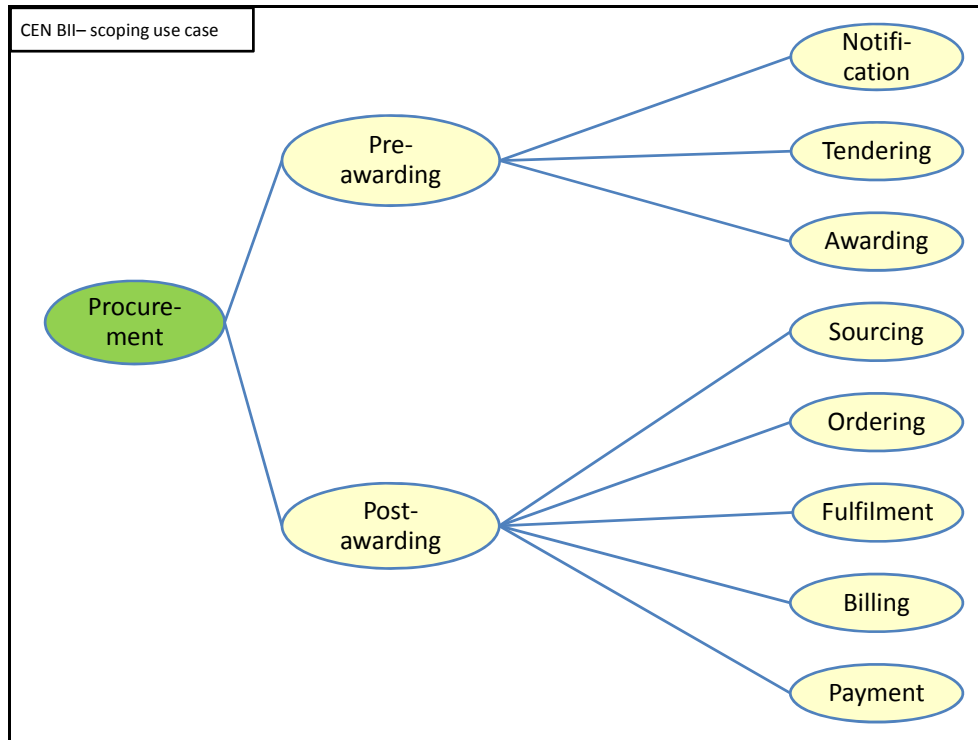 CEN BII– scoping use case
Notifi-
cation
Pre-
awarding
Tendering
Awarding
Procure-
ment
Sourcing
Ordering
Post-
awarding
Fulfilment
Billing
Payment